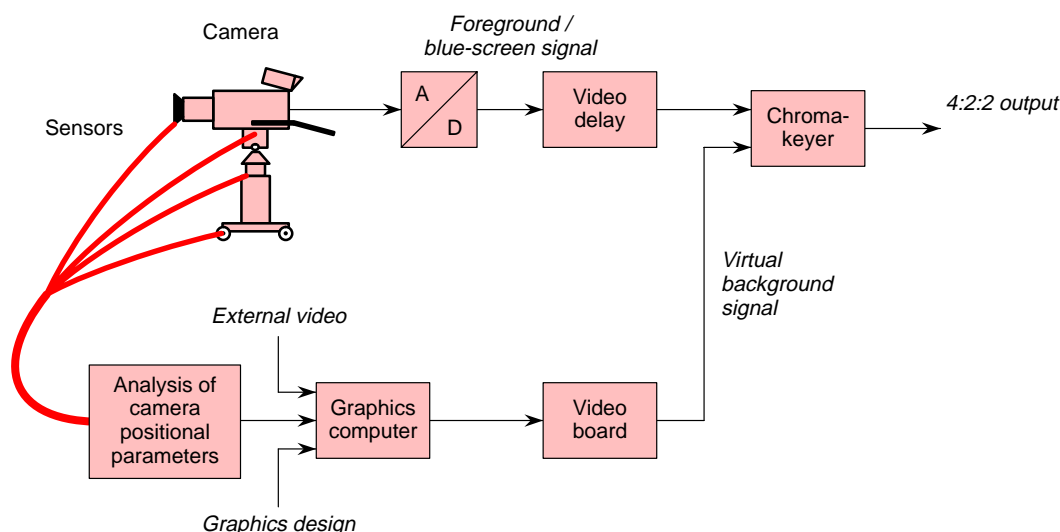 Camera
Foreground /
blue-screen signal
Sensors
A
D
Video
delay
Chroma-
keyer
4:2:2 output
Virtual
background
signal
External video
Analysis of
camera
positional
parameters
Graphics
computer
Video
board
Graphics design